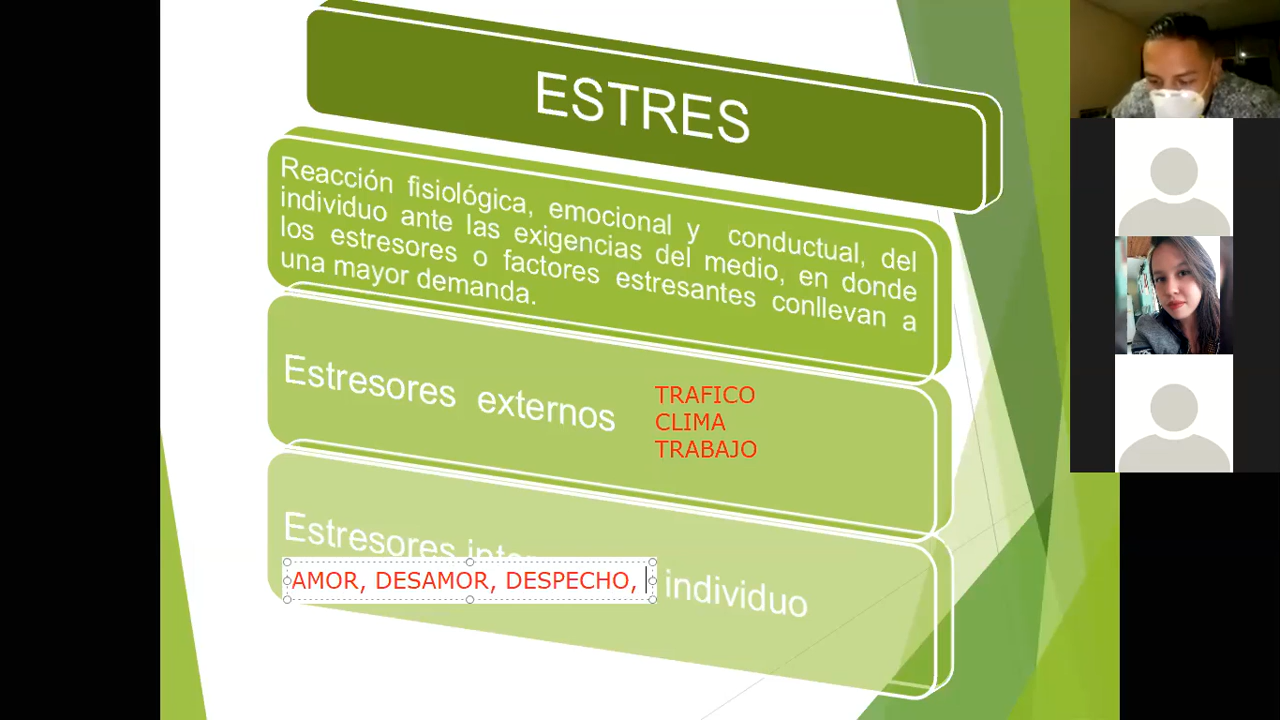 ESTRES
Reacción fisiológica, emocional y conductual, del
individuo ante las exigencias del medio, en donde
los estresores o factores estresantes conllevan a
una mayor demanda.
Estresores externos
TRAFICO
CLIMA
TRABAJO
Estresores
AMOR, DESAMOR, DESPECHO,
individuo